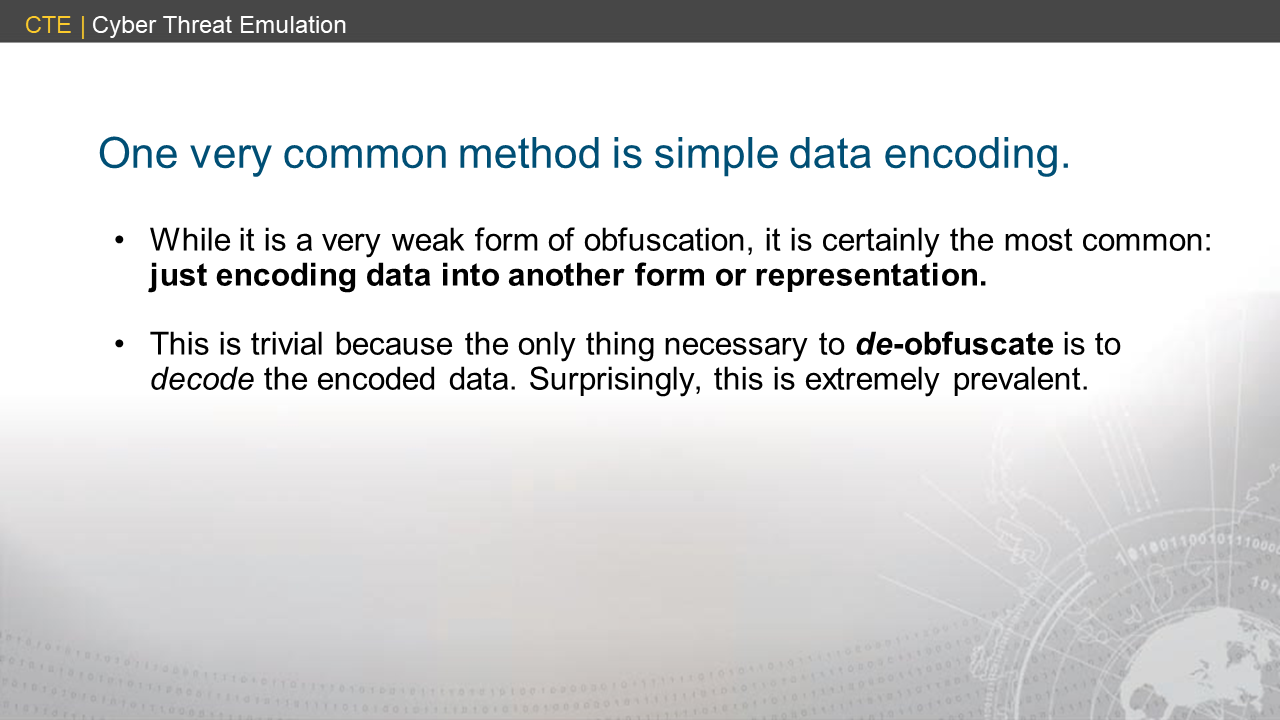 CTE | Cyber Threat Emulation
One very common method is simple data encoding.
• While it is a very weak form of obfuscation, it is certainly the most common:
just encoding data into another form or representation.
• This is trivial because the only thing necessary to de-obfuscate is to
decode the encoded data. Surprisingly, this is extremely prevalent.